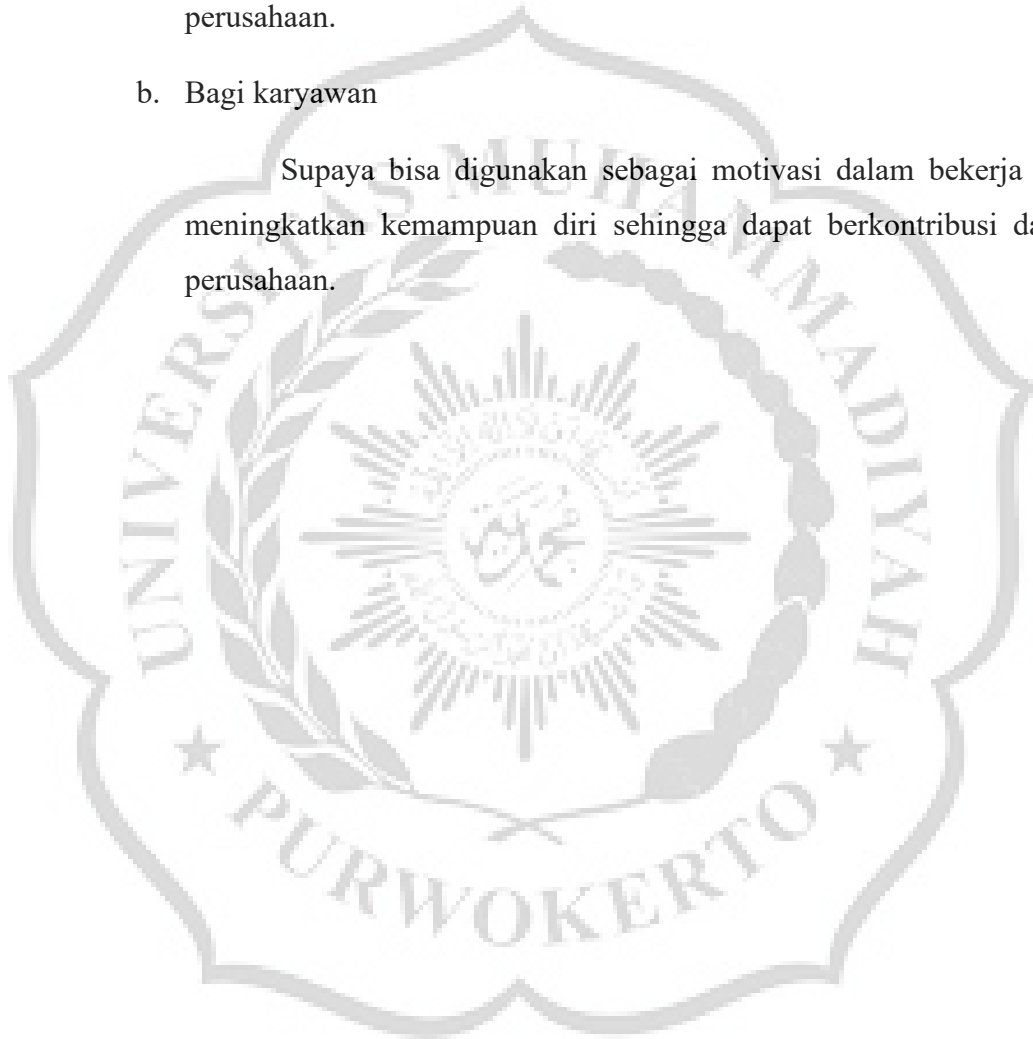 perusahaan.
b. Bagi karyawan
Supaya bisa digunakan sebagai motivasi dalam bekerja
meningkatkan kemampuan diri sehingga dapat berkontribusi
perusahaan.
UNIVERSITAS MUHAMMADIYAH
PURWOKERTO